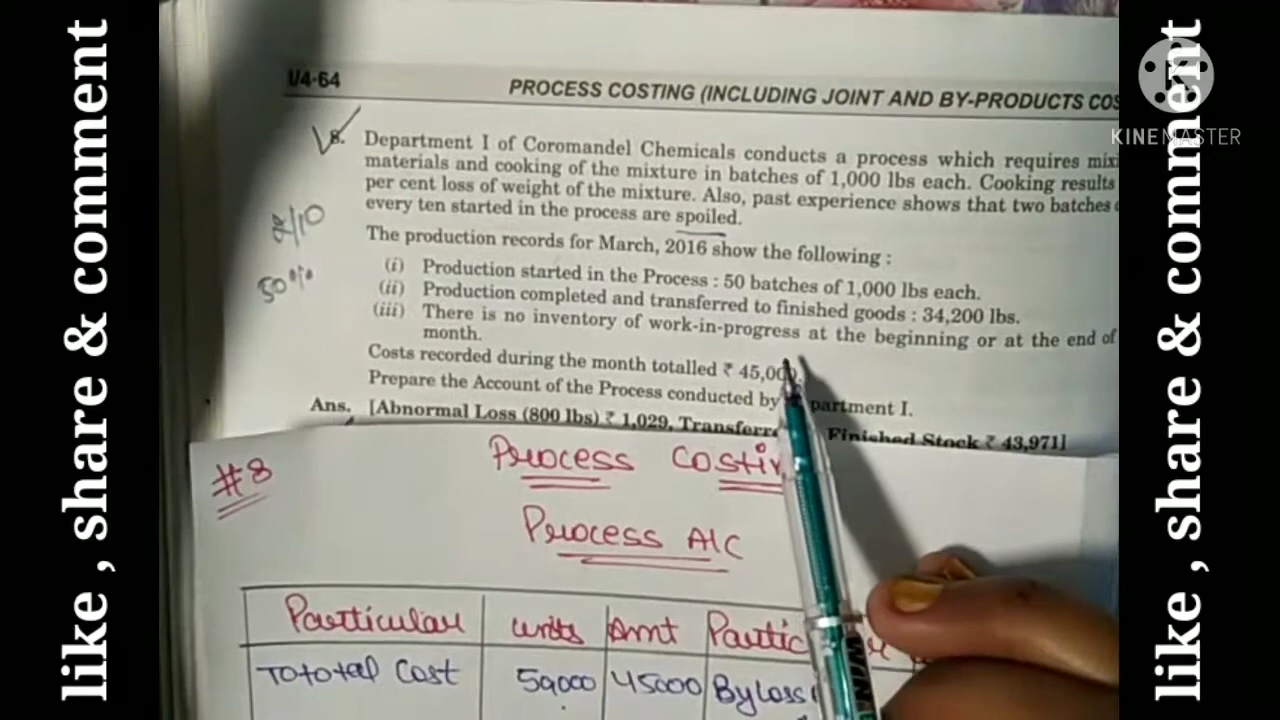 like , share & comment
KINEMASTER
like , share & comment
I/4-64
PROCESS COSTING (INCLUDING JOINT AND BY-PRODUCTS COS
8. Department I of Coromandel Chemicals conducts a process which requires mixi
materials and cooking of the mixture in batches of 1,000 lbs each. Cooking results
per cent loss of weight of the mixture. Also, past experience shows that two batches
every ten started in the process are spoiled.
2/10
50%
The production records for March, 2016 show the following :
(i) Production started in the Process : 50 batches of 1,000 lbs each.
(ii) Production completed and transferred to finished goods : 34,200 lbs.
(iii) There is no inventory of work-in-progress at the beginning or at the end of
month.
Costs recorded during the month totalled ₹ 45,000.
Prepare the Account of the Process conducted by partment I.
Ans. [Abnormal Loss (800 lbs) ₹ 1,029, Transferre Finished Stock ₹ 43,971]
#8
Process Costin
Process A/C
Particular units Amt Partic
To total Cost 50000 45000 By Loss